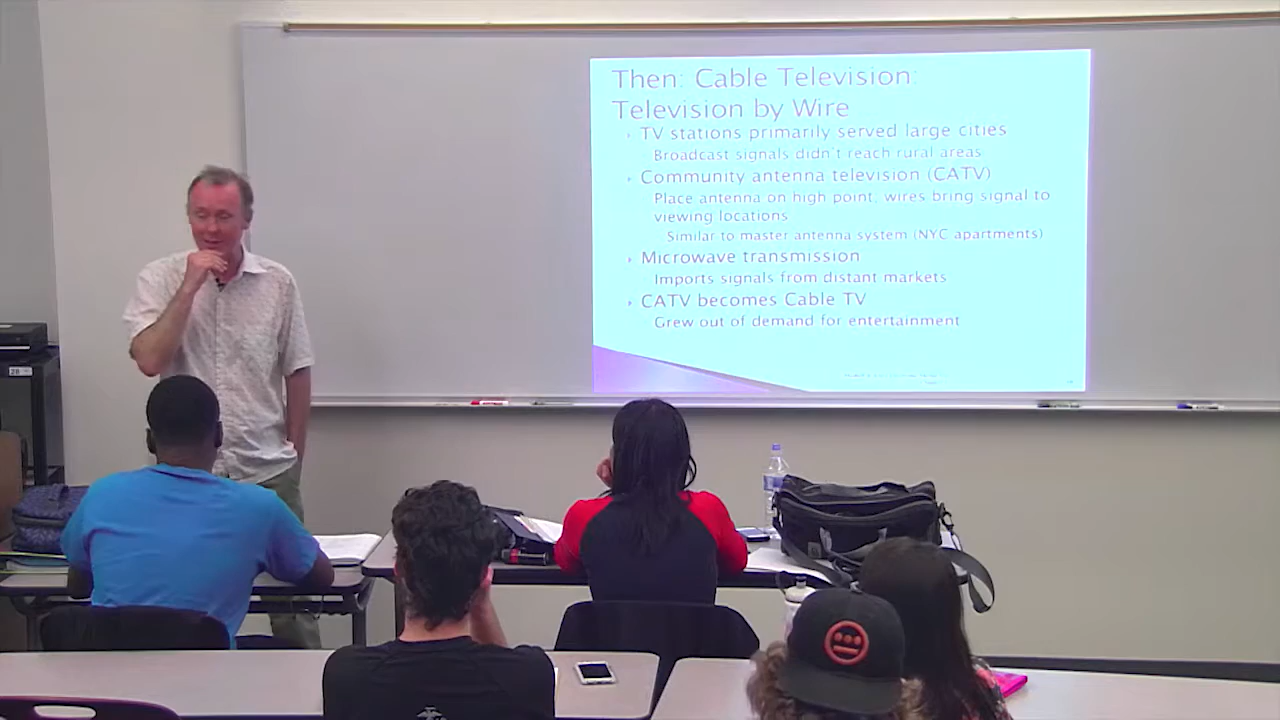 Then: Cable Television:
Television by Wire
TV stations primarily served large cities
Broadcast signals didn't reach rural areas
Community antenna television (CATV)
Place antenna on high point, wires bring signal to
viewing locations
Similar to master antenna system (NYC apartments)
Microwave transmission
Imports signals from distant markets
CATV becomes Cable TV
Grew out of demand for entertainment
28